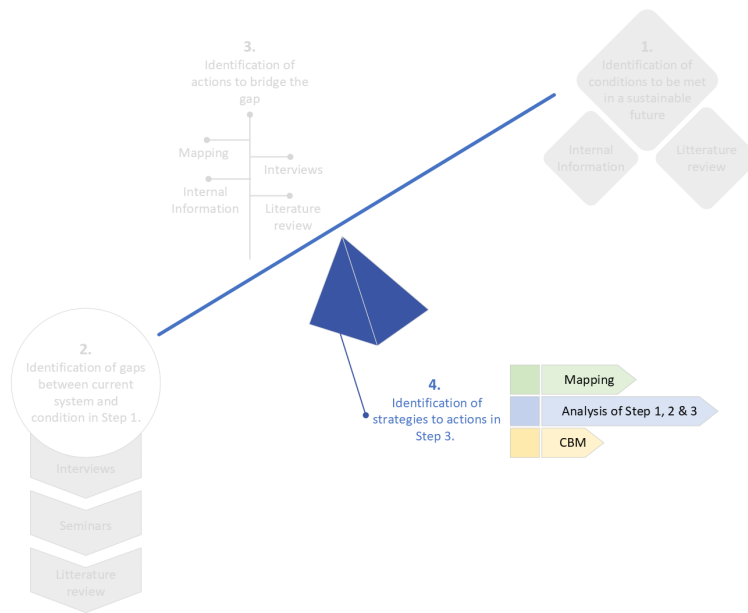 3.
Identification of
actions to bridge the
gap
Mapping
Interviews
Internal
Information
Literature
review
1.
Identification of
conditions to be met
in a sustainable
future
Internal
Information
Litterature
review
2.
Identification of gaps
between current
system and
condition in Step 1.
Interviews
Seminars
Litterature
review
4.
Identification of
strategies to actions in
Step 3.
Mapping
Analysis of Step 1, 2 & 3
CBM